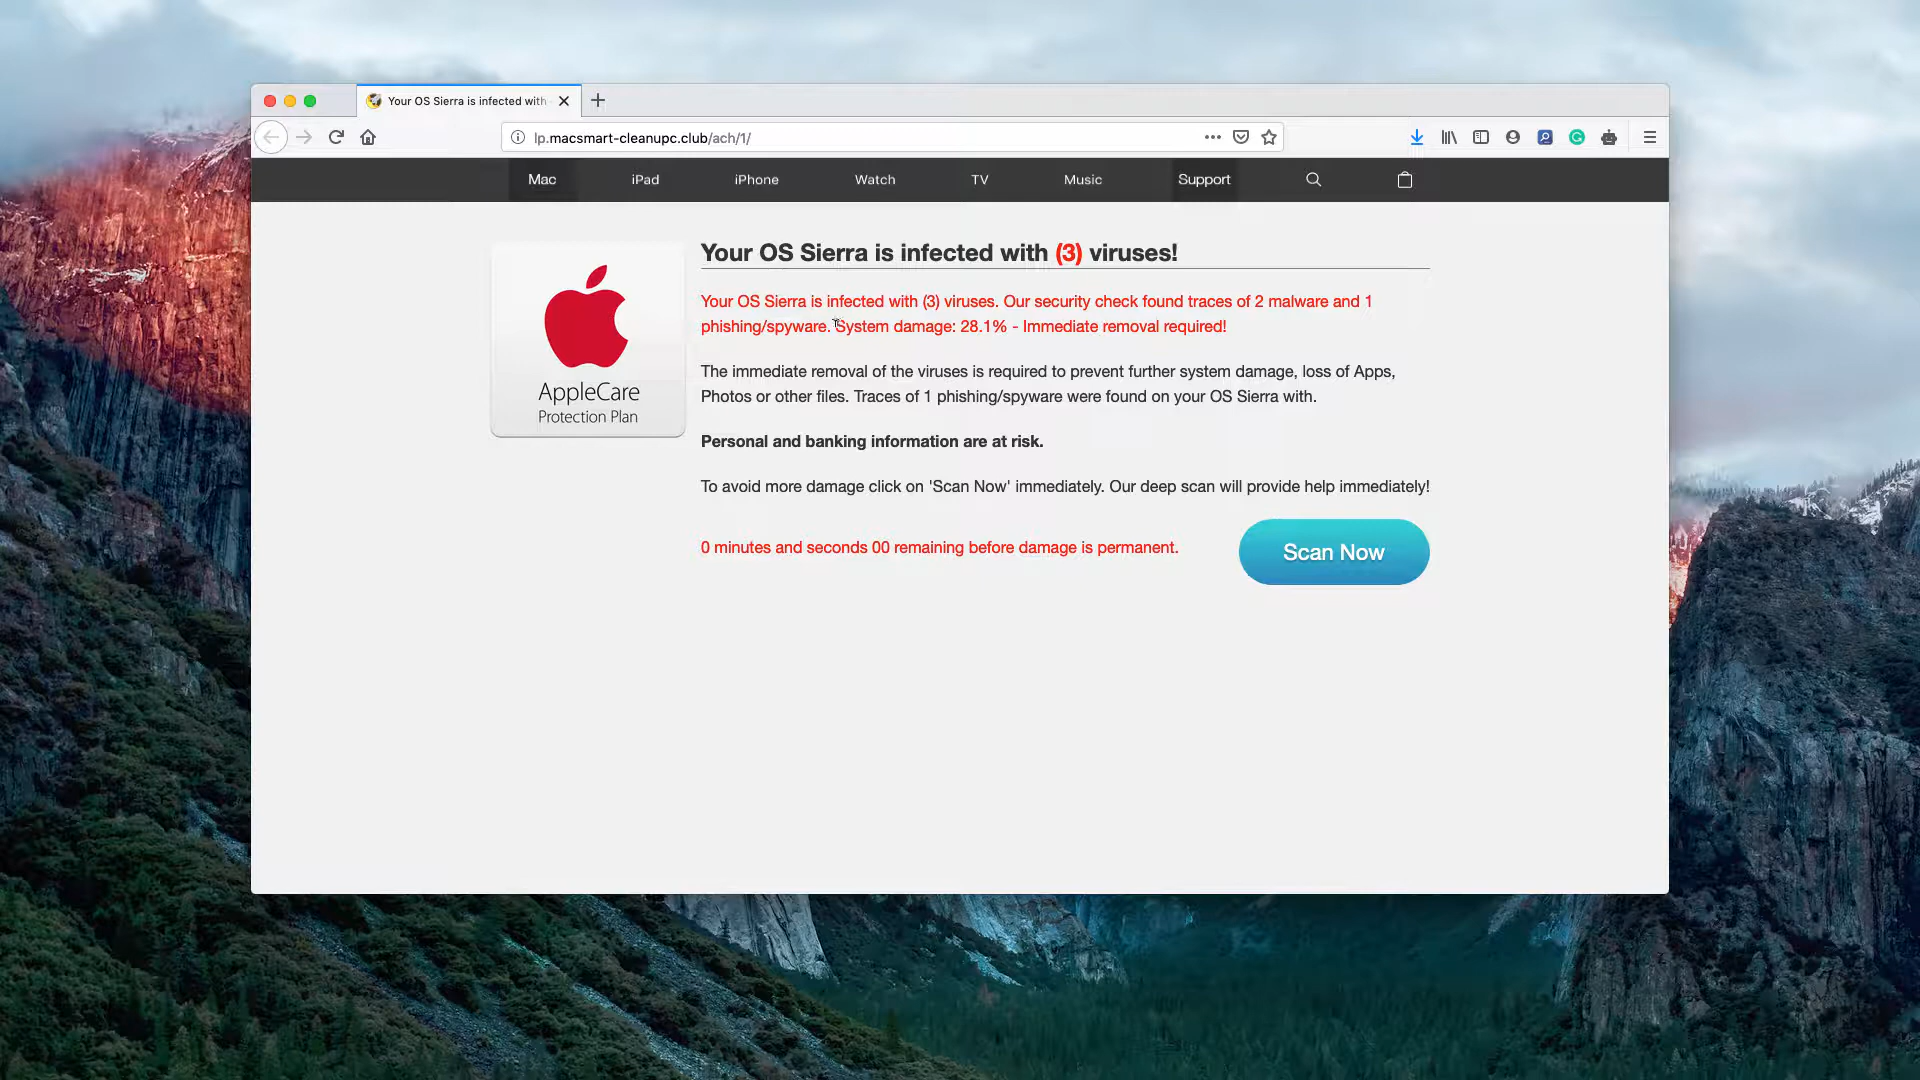 Your OS Sierra is infected with
lp.macsmart-cleanupc.club/ach/1/
Mac iPad iPhone Watch TV Music Support
Your OS Sierra is infected with (3) viruses!
Your OS Sierra is infected with (3) viruses. Our security check found traces of 2 malware and 1
phishing/spyware. System damage: 28.1% - Immediate removal required!
AppleCare
Protection Plan
The immediate removal of the viruses is required to prevent further system damage, loss of Apps,
Photos or other files. Traces of 1 phishing/spyware were found on your OS Sierra with.
Personal and banking information are at risk.
To avoid more damage click on 'Scan Now' immediately. Our deep scan will provide help immediately!
0 minutes and seconds 00 remaining before damage is permanent.
Scan Now